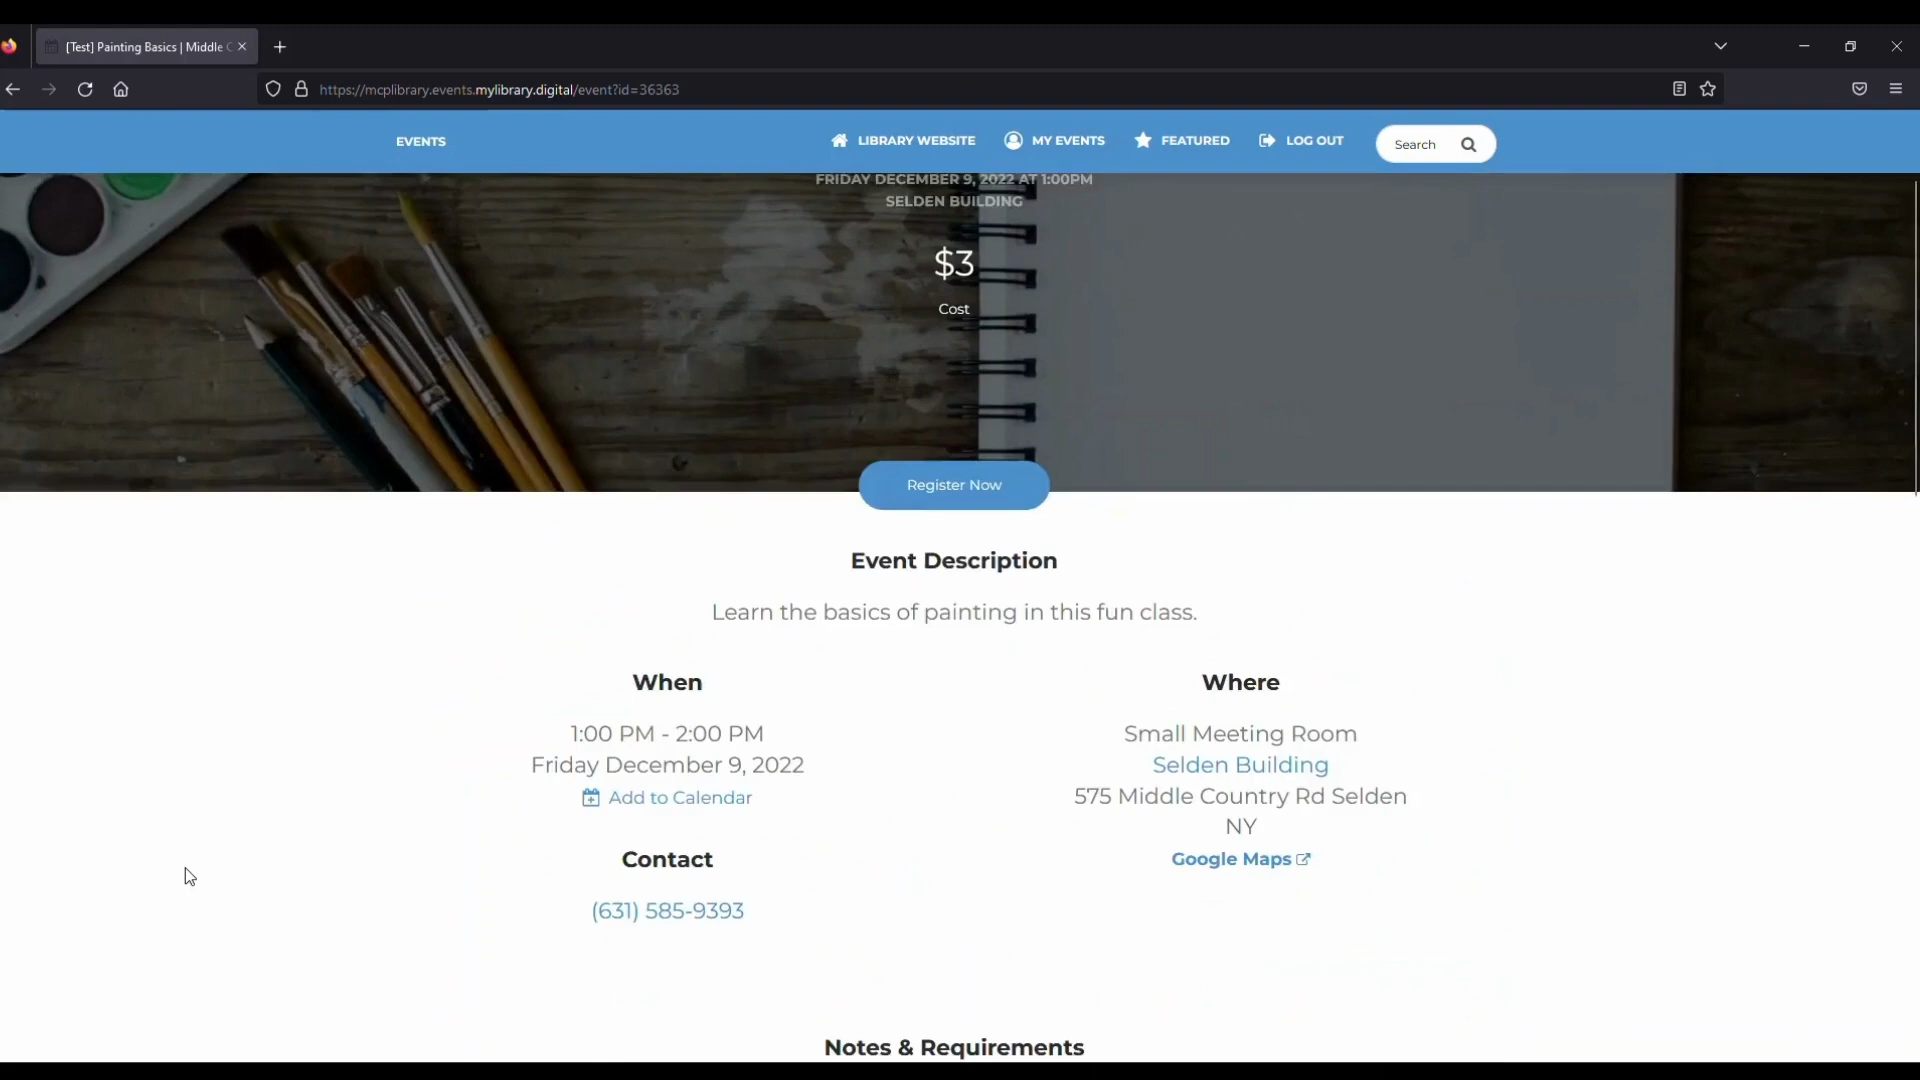 [Test] Painting Basics | Middle C
https://mcplibrary.events.mylibrary.digital/event?id=36363
EVENTS
LIBRARY WEBSITE
MY EVENTS
FEATURED
LOG OUT
Search
FRIDAY DECEMBER 9, 2022 AT 1:00PM
SELDEN BUILDING
$3
Cost
Register Now
Event Description
Learn the basics of painting in this fun class.
When
1:00 PM - 2:00 PM
Friday December 9, 2022
Add to Calendar
Contact
(631) 585-9393
Where
Small Meeting Room
Selden Building
575 Middle Country Rd Selden
NY
Google Maps
Notes & Requirements